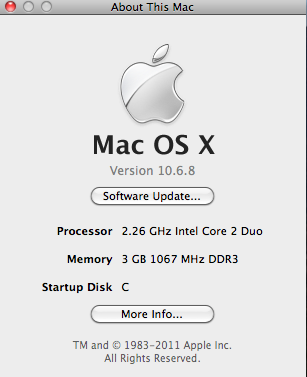 About This Mac
Mac OS X
Version 10.6.8
Software Update...
Processor 2.26 GHz Intel Core 2 Duo
Memory 3 GB 1067 MHz DDR3
Startup Disk C
More Info...
TM and © 1983-2011 Apple Inc.
All Rights Reserved.